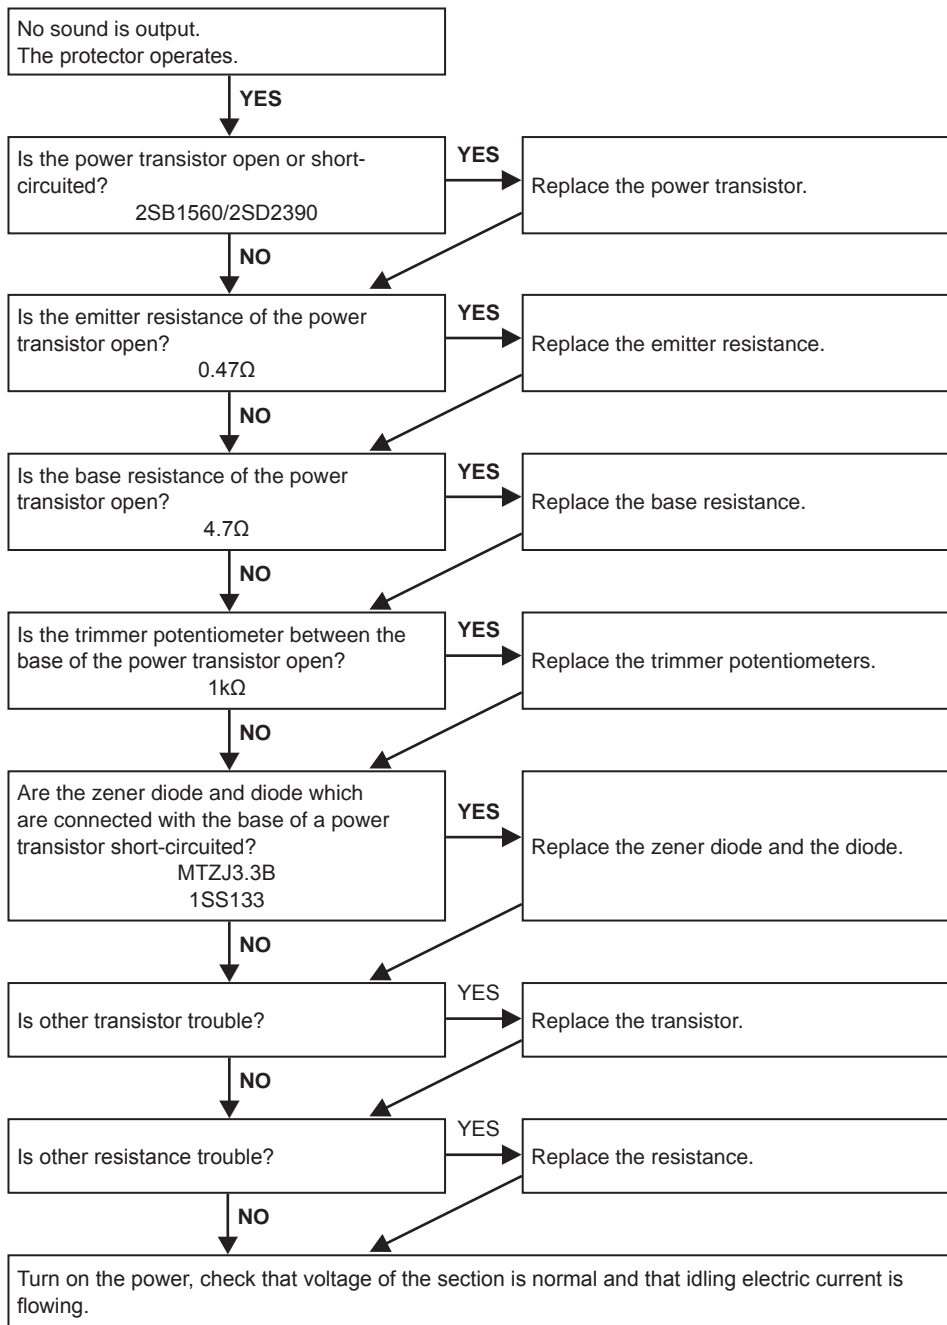 No sound is output.
The protector operates.
YES
Is the power transistor open or short-
circuited?
2SB1560/2SD2390
YES
Replace the power transistor.
NO
Is the emitter resistance of the power
transistor open?
0.47Ω
YES
Replace the emitter resistance.
NO
Is the base resistance of the power
transistor open?
4.7Ω
YES
Replace the base resistance.
NO
Is the trimmer potentiometer between the
base of the power transistor open?
1kΩ
YES
Replace the trimmer potentiometers.
NO
Are the zener diode and diode which
are connected with the base of a power
transistor short-circuited?
MTZJ3.3B
1SS133
YES
Replace the zener diode and the diode.
NO
Is other transistor trouble?
YES
Replace the transistor.
NO
Is other resistance trouble?
YES
Replace the resistance.
NO
Turn on the power, check that voltage of the section is normal and that idling electric current is
flowing.